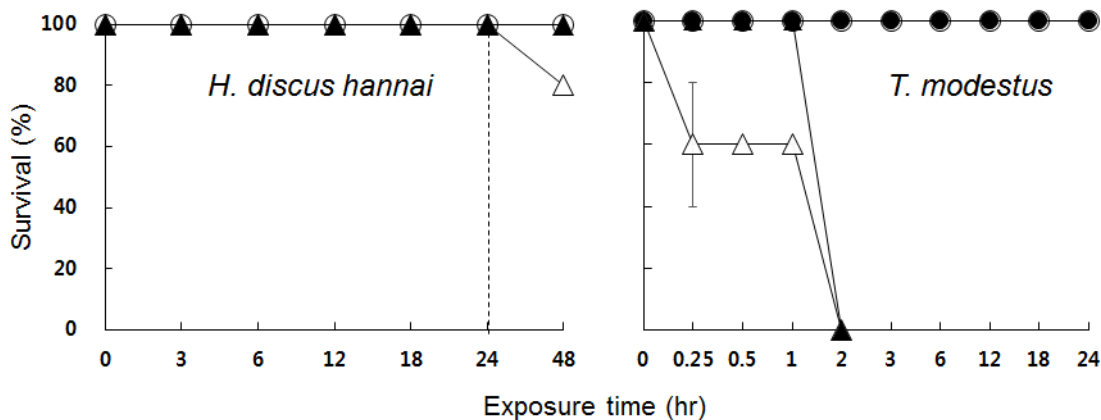 Survival (%)
100
80
60
40
20
0
H. discus hannai
0 3 6 12 18 24 48
T. modestus
0 0.25 0.5 1 2 3 6 12 18 24
Exposure time (hr)